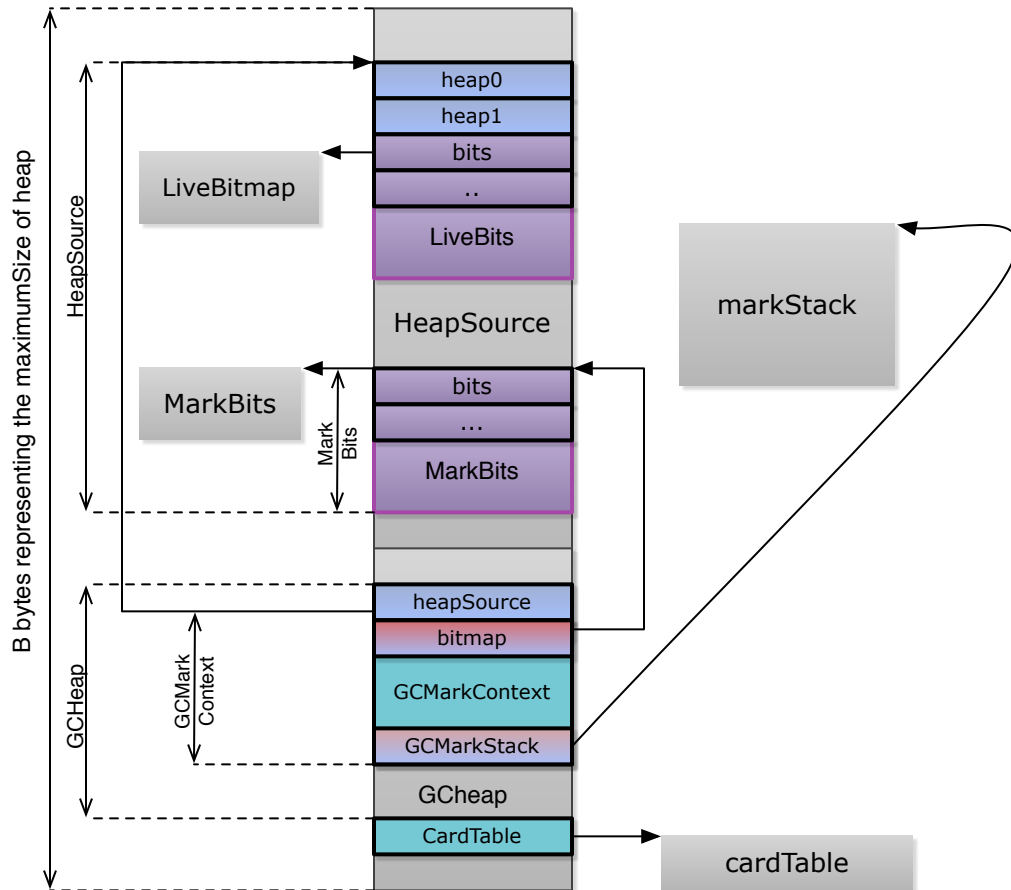 B bytes representing the maximumSize of heap
HeapSource
heap0
heap1
bits
LiveBitmap
..
LiveBits
HeapSource
markStack
MarkBits
bits
...
Mark
Bits
MarkBits
GCHeap
heapSource
bitmap
GCMark
Context
GCMarkContext
GCMarkStack
GCheap
CardTable
cardTable